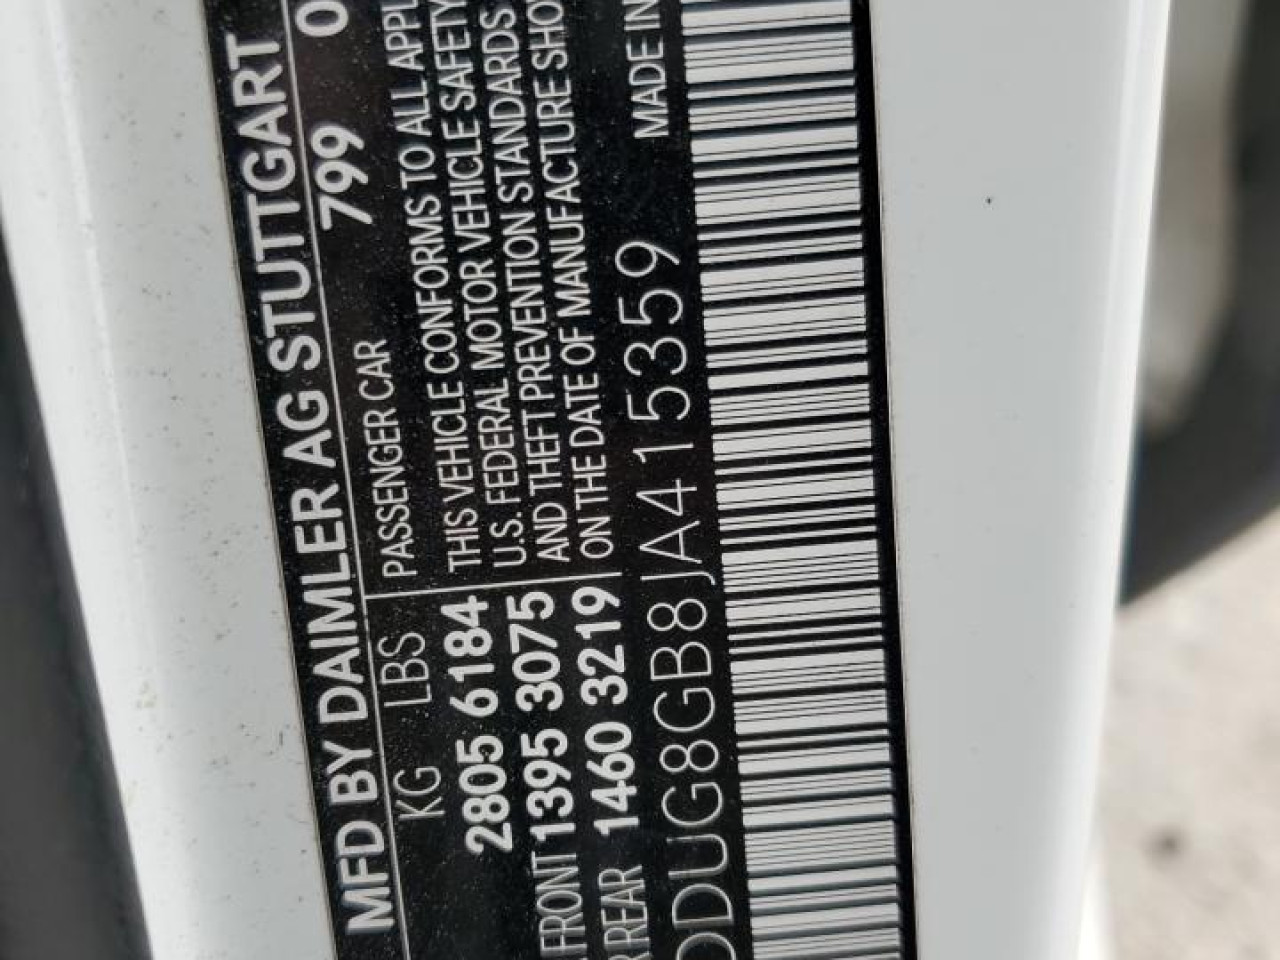 MFD BY DAIMLER AG STUTTGART
799 0
KG LBS
PASSENGER CAR
2805 6184
FRONT 1395 3075
REAR 1460 3219
THIS VEHICLE CONFORMS TO ALL APPL
U.S. FEDERAL MOTOR VEHICLE SAFETY
AND THEFT PREVENTION STANDARDS
ON THE DATE OF MANUFACTURE SHO
MADE IN
DDUG8GB8JA415359